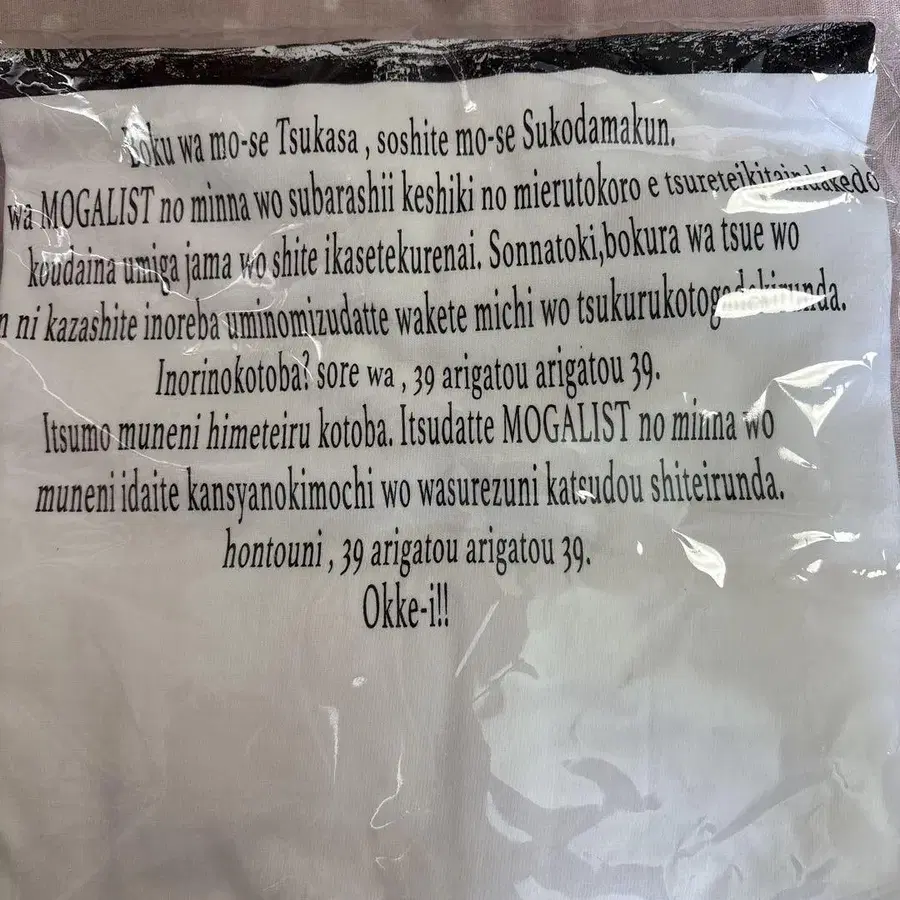 Boku wa mo-se Tsukasa , soshite mo-se Sukodamakun.
wa MOGALIST no minna wo subarashii keshiki no mierutokoro e tsureteikitaindakedo
koudaina umiga jama wo shite ikasetekurenai. Sonnatoki,bokura wa tsue wo
ni kazashite inoreba uminomizudatte wakete michi wo tsukurukotogadekirunda.
Inorinokotoba? sore wa , 39 arigatou arigatou 39.
Itsumo muneni himeteiru kotoba. Itsudatte MOGALIST no minna wo
muneni idaite kansyanokimochi wo wasurezuni katsudou shiteirunda.
hontouni , 39 arigatou arigatou 39.
Okke-i!!